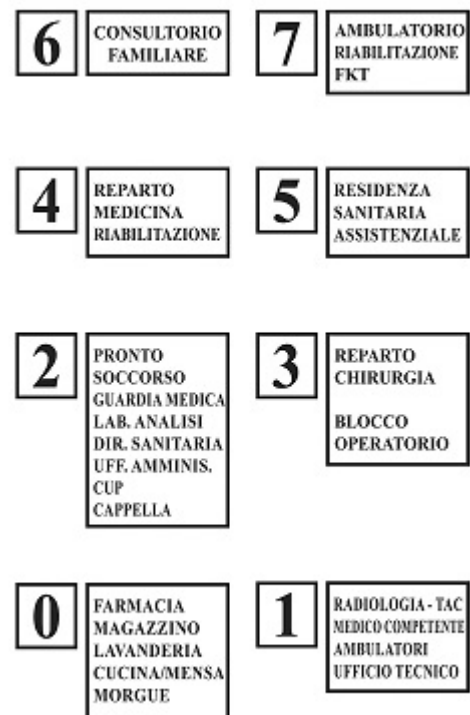 6
CONSULTORIO
FAMILIARE
7
AMBULATORIO
RIABILITAZIONE
FKT
4
REPARTO
MEDICINA
RIABILITAZIONE
5
RESIDENZA
SANITARIA
ASSISTENZIALE
2
PRONTO
SOCCORSO
GUARDIA MEDICA
LAB. ANALISI
DIR. SANITARIA
UFF. AMMINIS.
CUP
CAPPELLA
3
REPARTO
CHIRURGIA
BLOCCO
OPERATORIO
0
FARMACIA
MAGAZZINO
LAVANDERIA
CUCINA/MENSA
MORGUE
1
RADIOLOGIA - TAC
MEDICO COMPETENTE
AMBULATORI
UFFICIO TECNICO